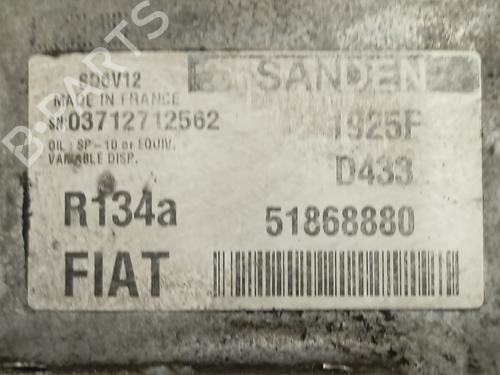 SD6V12
SANDEN
MADE IN FRANCE
SN:03712712562
1925F
OIL : SP-10 or EQUIV.
VARIABLE DISP.
D433
R134a
51868880
FIAT
B-PARTS